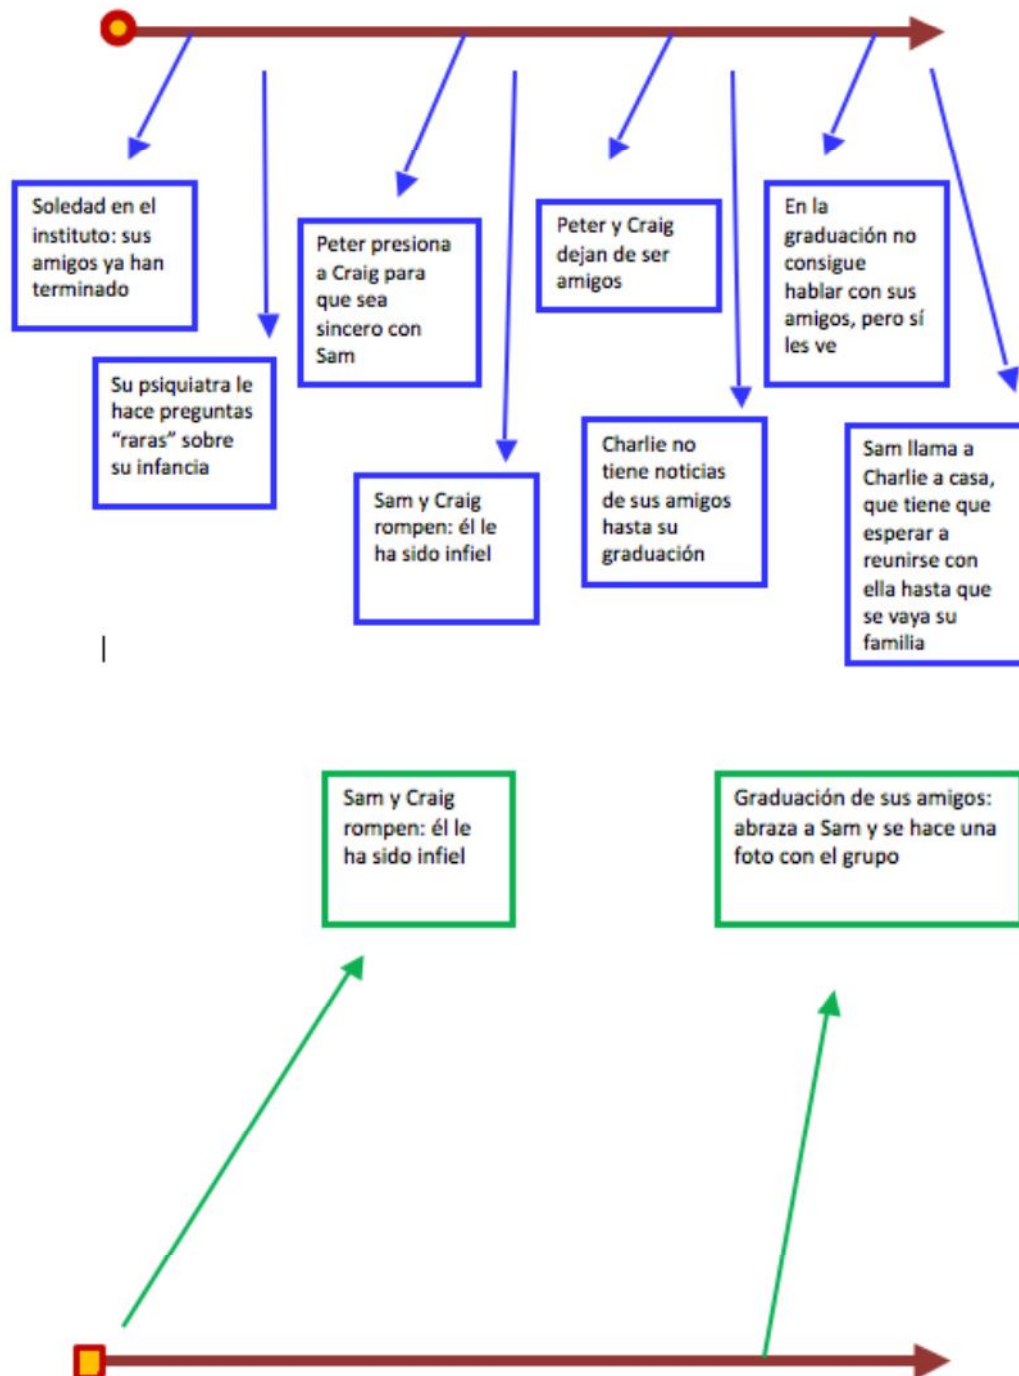 Soledad en el
instituto: sus
amigos ya han
terminado
Su psiquiatra le
hace preguntas
“raras” sobre
su infancia
Peter presiona
a Craig para
que sea
sincero con
Sam
Sam y Craig
rompen: él le
ha sido infiel
Peter y Craig
dejan de ser
amigos
Charlie no
tiene noticias
de sus amigos
hasta su
graduación
En la
graduación no
consigue
hablar con sus
amigos, pero sí
les ve
Sam llama a
Charlie a casa,
que tiene que
esperar a
reunirse con
ella hasta que
se vaya su
familia
Sam y Craig
rompen: él le
ha sido infiel
Graduación de sus amigos:
abraza a Sam y se hace una
foto con el grupo